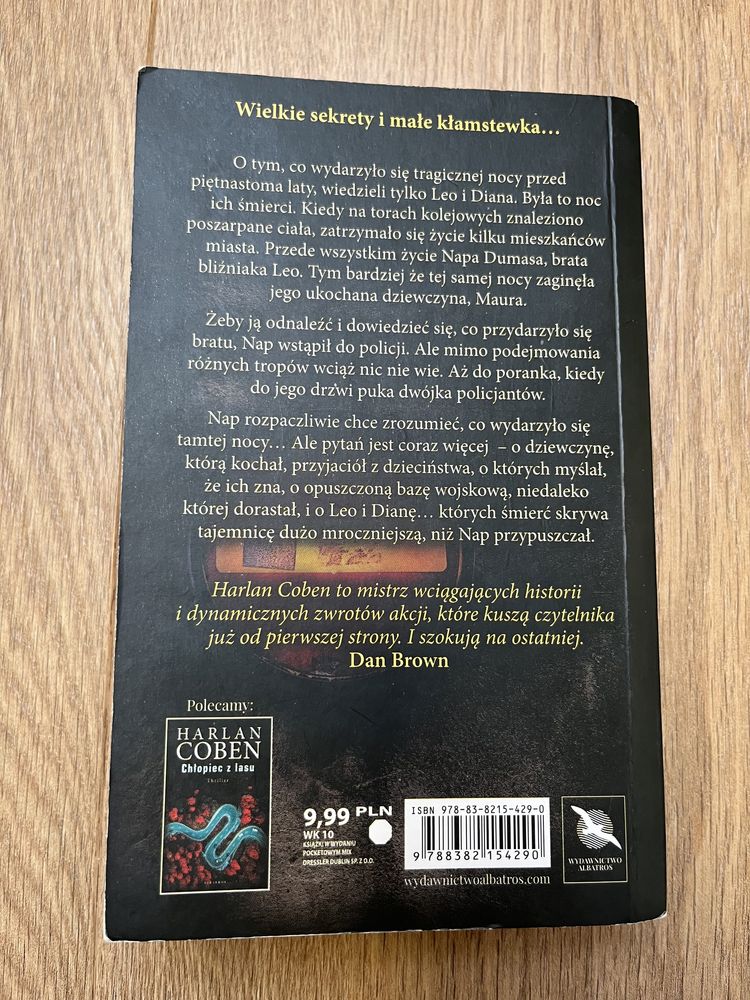 Wielkie sekrety i małe kłamstewka...
O tym, co wydarzyło się tragicznej nocy przed
piętnastoma laty, wiedzieli tylko Leo i Diana. Była to noc
ich śmierci. Kiedy na torach kolejowych znaleziono
poszarpane ciała, zatrzymało się życie kilku mieszkańców
miasta. Przede wszystkim życie Napa Dumasa, brata
bliźniaka Leo. Tym bardziej że tej samej nocy zaginęła
jego ukochana dziewczyna, Maura.
Żeby ją odnaleźć i dowiedzieć się, co przydarzyło się
bratu, Nap wstąpił do policji. Ale mimo podejmowania
różnych tropów wciąż nic nie wie. Aż do poranka, kiedy
do jego drzwi puka dwójka policjantów.
Nap rozpaczliwie chce zrozumieć, co wydarzyło się
tamtej nocy... Ale pytań jest coraz więcej – o dziewczynę,
którą kochał, przyjaciół z dzieciństwa, o których myślał,
że ich zna, o opuszczoną bazę wojskową, niedaleko
której dorastał, i o Leo i Dianę... których śmierć skrywa
tajemnicę dużo mroczniejszą, niż Nap przypuszczał.
Harlan Coben to mistrz wciągających historii
i dynamicznych zwrotów akcji, które kuszą czytelnika
już od pierwszej strony. I szokują na ostatniej.
Dan Brown
Polecamy:
HARLAN
COBEN
Chłopiec z lasu
Thriller
9,99 PLN
WK 10
KSIĄŻKI W WYDANIU
POCKETOWYM MIX
DRESSLER DUBLIN SP. Z O.O.
ISBN 978-83-8215-429-0
9 788382 154290
wydawnictwoalbatros.com
WYDAWNICTWO
ALBATROS